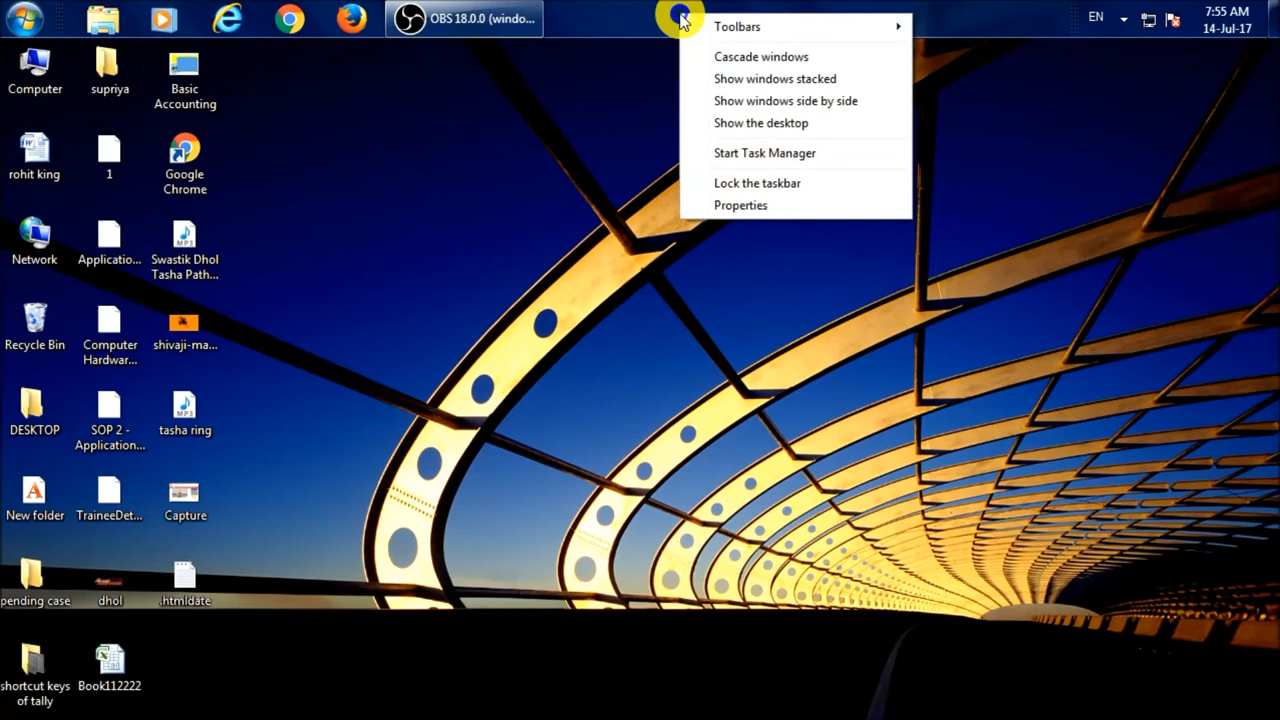 OBS 18.0.0 (windo...
EN
7:55 AM
14-Jul-17
Toolbars
Cascade windows
Show windows stacked
Show windows side by side
Show the desktop
Start Task Manager
Lock the taskbar
Properties
Computer
supriya
Basic
Accounting
rohit king
1
Google
Chrome
Network
Applicatio...
Swastik Dhol
Tasha Path...
Recycle Bin
Computer
Hardwar...
shivaji-ma...
DESKTOP
SOP 2 -
Application...
tasha ring
New folder
TraineeDet...
Capture
pending case
dhol
.htmldate
shortcut keys
of tally
Book112222
MP3
MP3